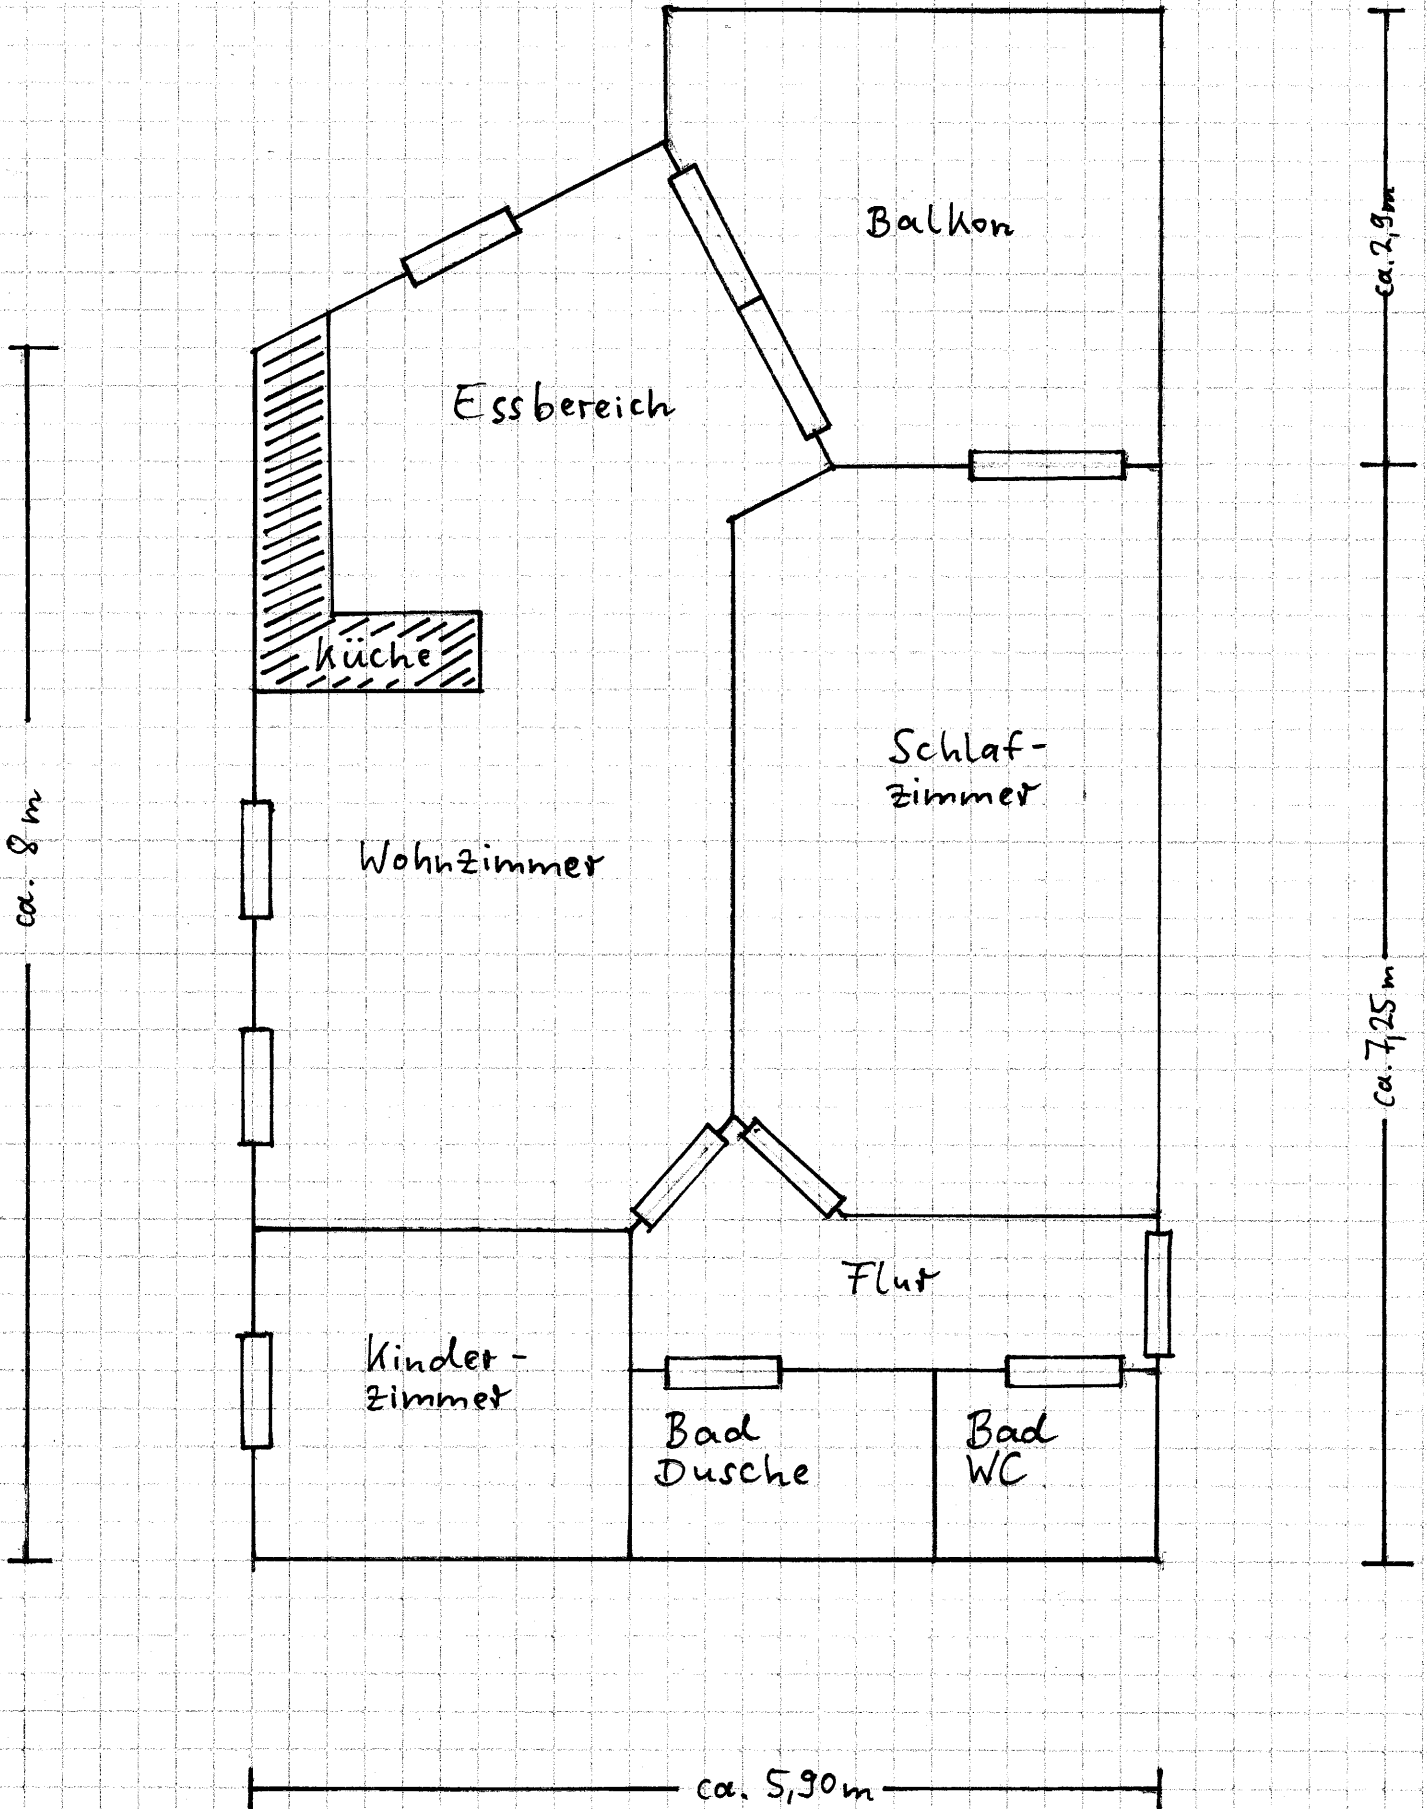 Balkon
ca. 2,9m
Essbereich
Küche
Schlaf-
zimmer
ca. 8 m
Wohnzimmer
ca. 7,25m
Flur
Kinder-
zimmer
Bad
Dusche
Bad
WC
ca. 5,90m